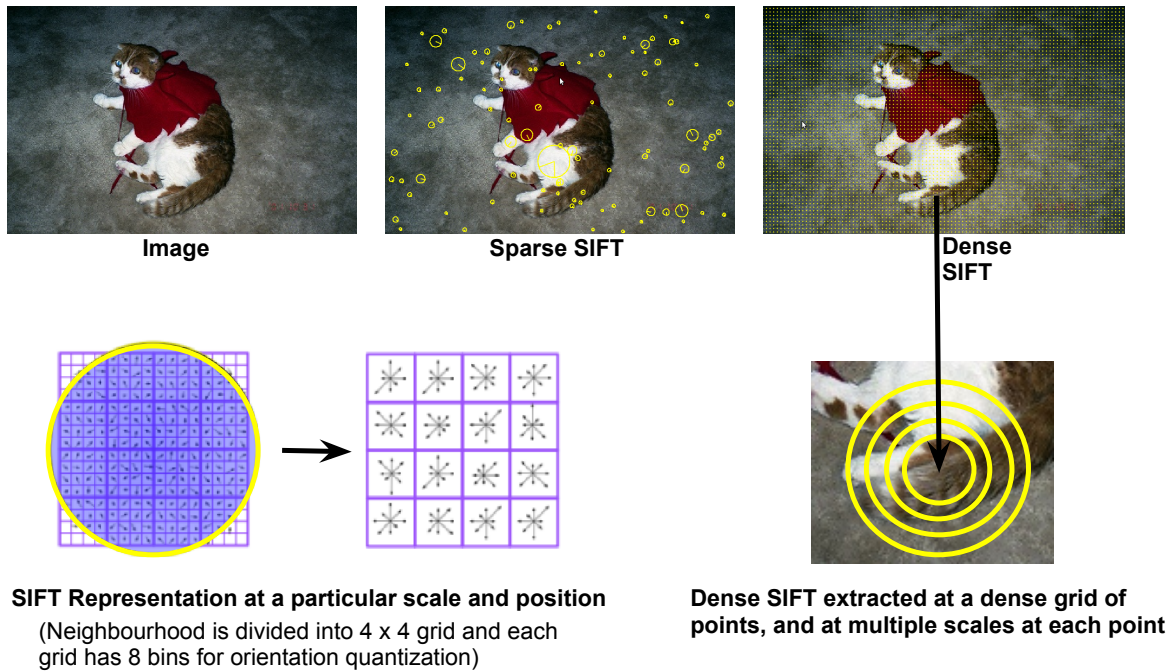 Image
Sparse SIFT
Dense
SIFT
SIFT Representation at a particular scale and position
(Neighbourhood is divided into 4 x 4 grid and each
grid has 8 bins for orientation quantization)
Dense SIFT extracted at a dense grid of
points, and at multiple scales at each point